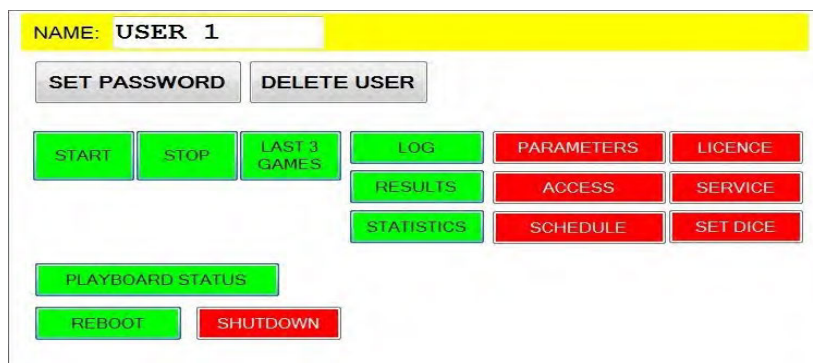 NAME: USER 1
SET PASSWORD DELETE USER
START STOP LAST 3 GAMES LOG PARAMETERS LICENCE
RESULTS ACCESS SERVICE
STATISTICS SCHEDULE SET DICE
PLAYBOARD STATUS
REBOOT SHUTDOWN